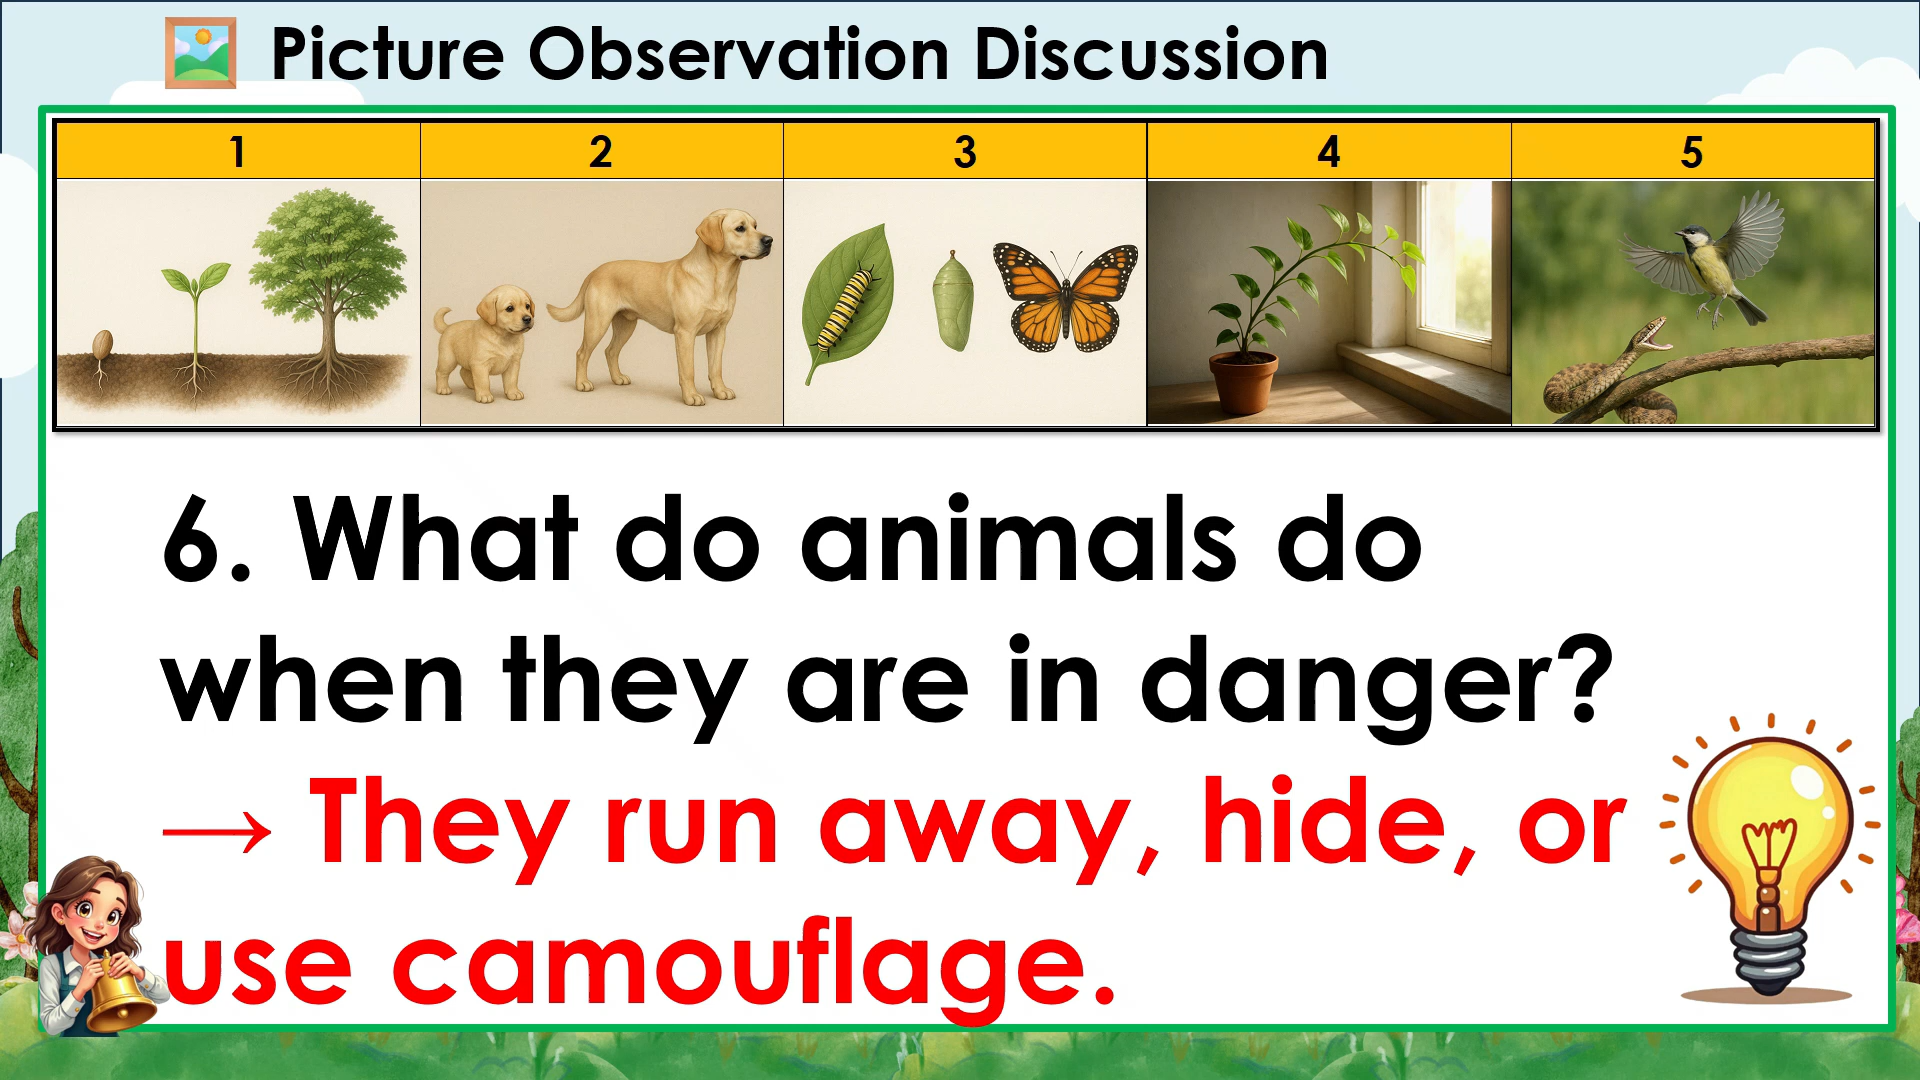 Picture Observation Discussion
1 2 3 4 5
6. What do animals do
when they are in danger?
→ They run away, hide, or
use camouflage.